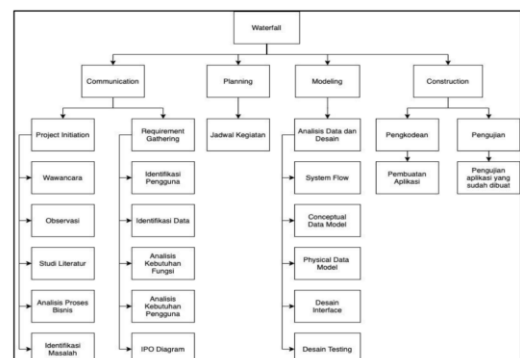 Waterfall
Communication
Planning
Modeling
Construction
Project Initiation
Requirement
Gathering
Jadwal Kegiatan
Analisis Data dan
Desain
Pengkodean
Pengujian
Wawancara
Identifikasi
Pengguna
System Flow
Pembuatan
Aplikasi
Pengujian
aplikasi yang
sudah dibuat
Observasi
Identifikasi Data
Conceptual
Data Model
Studi Literatur
Analisis
Kebutuhan
Fungsi
Physical Data
Model
Analisis Proses
Bisnis
Analisis
Kebutuhan
Pengguna
Desain
Interface
Identifikasi
Masalah
IPO Diagram
Desain Testing